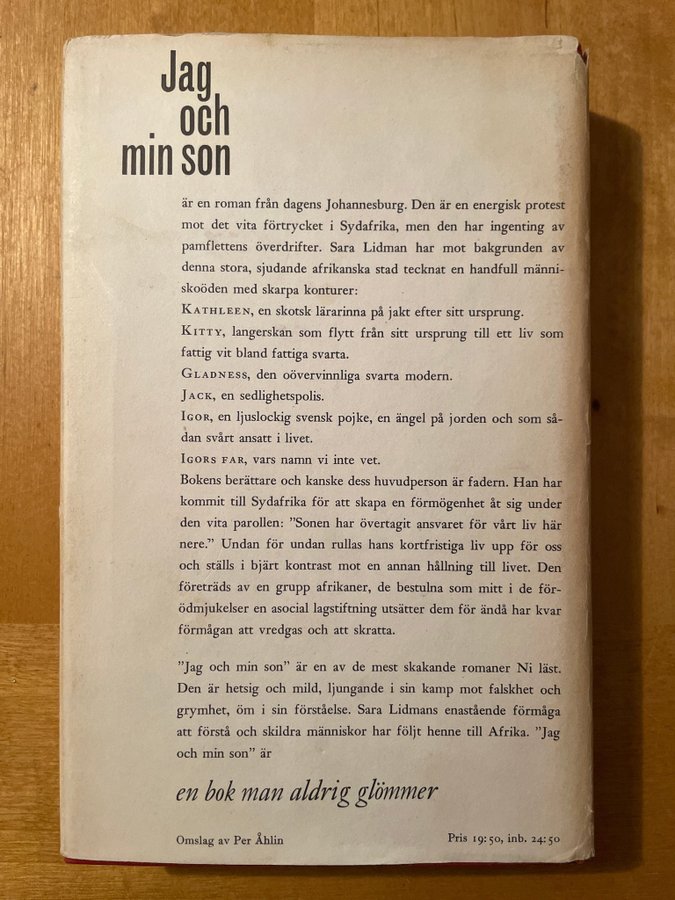 Jag
och
min son
är en roman från dagens Johannesburg. Den är en energisk protest
mot det vita förtrycket i Sydafrika, men den har ingenting av
pamflettens överdrifter. Sara Lidman har mot bakgrunden av
denna stora, sjudande afrikanska stad tecknat en handfull männi-
skoöden med skarpa konturer:
KATHLEEN, en skotsk lärarinna på jakt efter sitt ursprung.
KITTY, langerskan som flytt från sitt ursprung till ett liv som
fattig vit bland fattiga svarta.
GLADNESS, den oövervinnliga svarta modern.
JACK, en sedlighetspolis.
IGOR, en ljuslockig svensk pojke, en ängel på jorden och som så-
dan svårt ansatt i livet.
IGORS FAR, vars namn vi inte vet.
Bokens berättare och kanske dess huvudperson är fadern. Han har
kommit till Sydafrika för att skapa en förmögenhet åt sig under
den vita parollen: ”Sonen har övertagit ansvaret för vårt liv här
nere.” Undan för undan rullas hans kortfristiga liv upp för oss
och ställs i bjärt kontrast mot en annan hållning till livet. Den
företräds av en grupp afrikaner, de bestulna som mitt i de för-
ödmjukelser en asocial lagstiftning utsätter dem för ändå har kvar
förmågan att vredgas och att skratta.
”Jag och min son” är en av de mest skakande romaner Ni läst.
Den är hetsig och mild, ljungande i sin kamp mot falskhet och
grymhet, öm i sin förståelse. Sara Lidmans enastående förmåga
att förstå och skildra människor har följt henne till Afrika. ”Jag
och min son” är
en bok man aldrig glömmer
Omslag av Per Åhlin
Pris 19:50, inb. 24:50